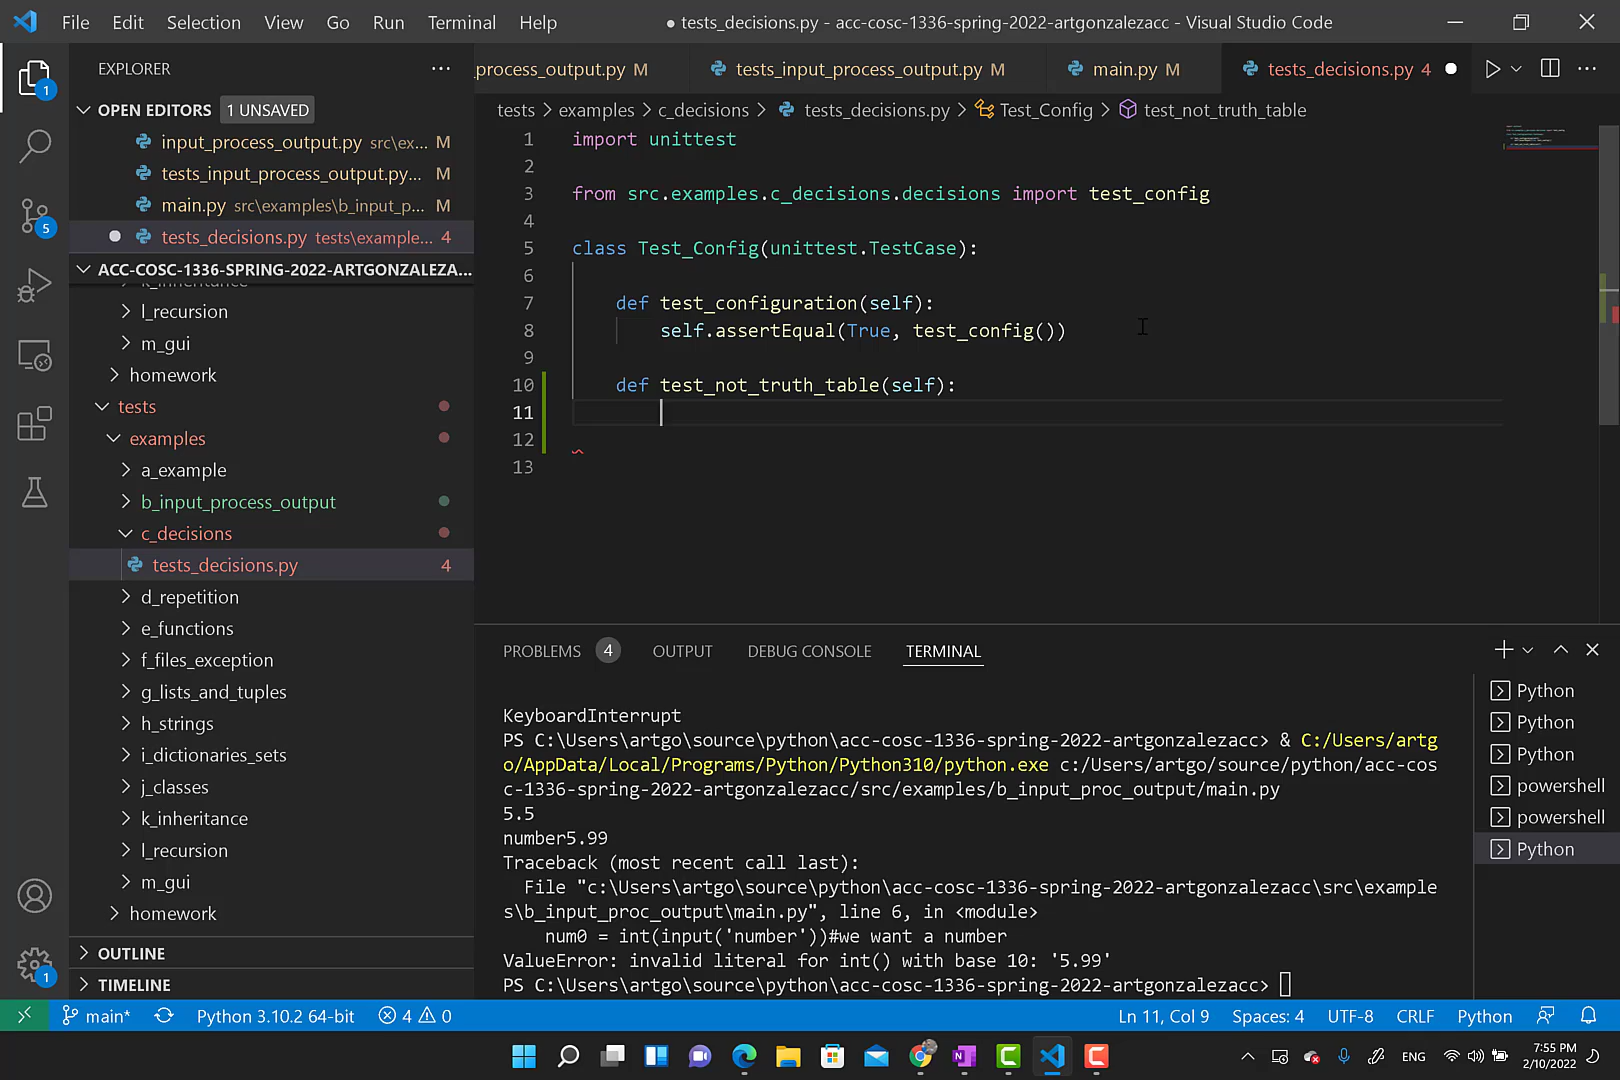 File Edit Selection View Go Run Terminal Help
● tests_decisions.py - acc-cosc-1336-spring-2022-artgonzalezacc - Visual Studio Code
EXPLORER
OPEN EDITORS 1 UNSAVED
input_process_output.py src\ex... M
tests_input_process_output.py... M
main.py src\examples\b_input_p... M
tests_decisions.py tests\example... 4
ACC-COSC-1336-SPRING-2022-ARTGONZALEZA...
k_inheritance
l_recursion
m_gui
homework
tests
examples
a_example
b_input_process_output
c_decisions
tests_decisions.py 4
d_repetition
e_functions
f_files_exception
g_lists_and_tuples
h_strings
i_dictionaries_sets
j_classes
k_inheritance
l_recursion
m_gui
homework
OUTLINE
TIMELINE
1
5
1
process_output.py M tests_input_process_output.py M main.py M tests_decisions.py 4
tests > examples > c_decisions > tests_decisions.py > Test_Config > test_not_truth_table
1 import unittest
2
3 from src.examples.c_decisions.decisions import test_config
4
5 class Test_Config(unittest.TestCase):
6
7 def test_configuration(self):
8 self.assertEqual(True, test_config())
9
10 def test_not_truth_table(self):
11
12
13
PROBLEMS 4 OUTPUT DEBUG CONSOLE TERMINAL
KeyboardInterrupt
PS C:\Users\artgo\source\python\acc-cosc-1336-spring-2022-artgonzalezacc> & C:/Users/artg
o/AppData/Local/Programs/Python/Python310/python.exe c:/Users/artgo/source/python/acc-cos
c-1336-spring-2022-artgonzalezacc/src/examples/b_input_proc_output/main.py
5.5
number5.99
Traceback (most recent call last):
File "c:\Users\artgo\source\python\acc-cosc-1336-spring-2022-artgonzalezacc\src\example
s\b_input_proc_output\main.py", line 6, in <module>
num0 = int(input('number'))#we want a number
ValueError: invalid literal for int() with base 10: '5.99'
PS C:\Users\artgo\source\python\acc-cosc-1336-spring-2022-artgonzalezacc>
Python
Python
Python
powershell
powershell
Python
main* Python 3.10.2 64-bit 4 0 Ln 11, Col 9 Spaces: 4 UTF-8 CRLF Python
ENG
7:55 PM
2/10/2022